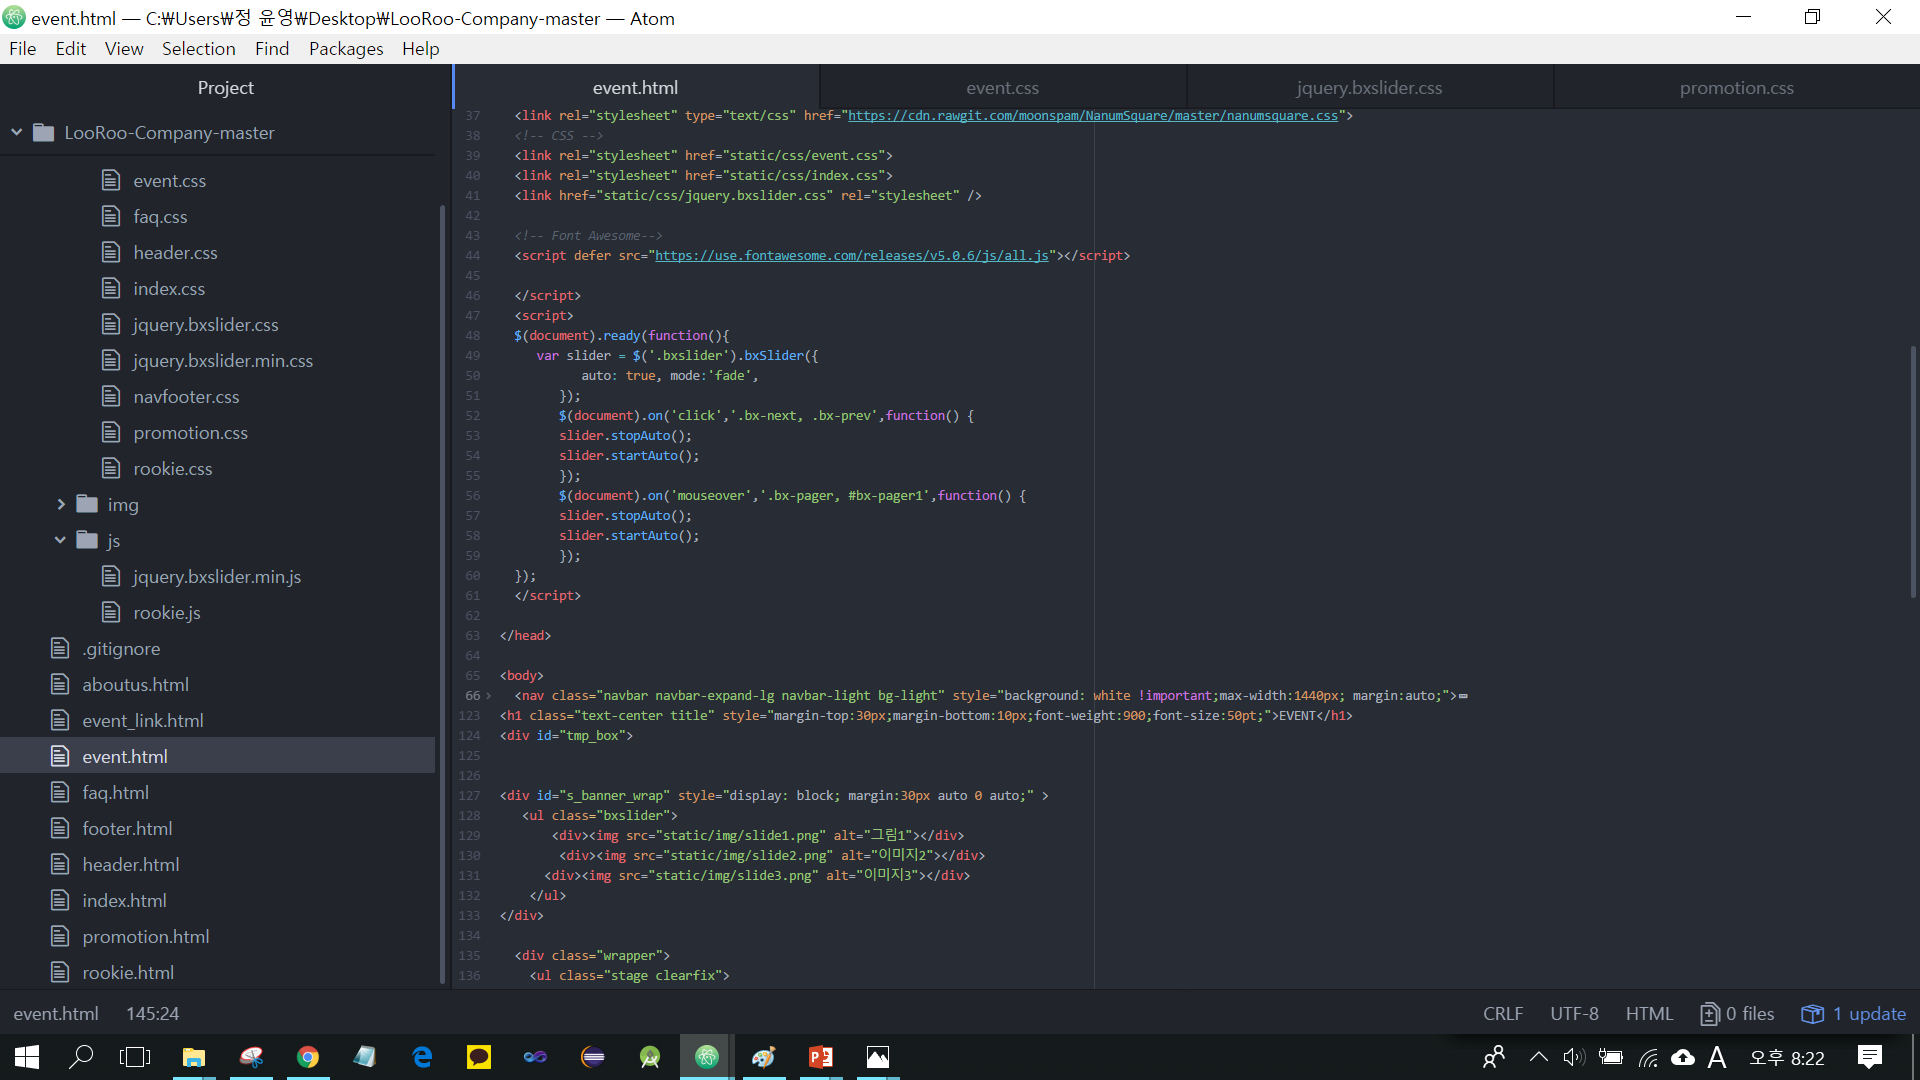 event.html — C:₩Users₩정 윤영₩Desktop₩LooRoo-Company-master — Atom
File Edit View Selection Find Packages Help
Project
LooRoo-Company-master
event.css
faq.css
header.css
index.css
jquery.bxslider.css
jquery.bxslider.min.css
navfooter.css
promotion.css
rookie.css
img
js
jquery.bxslider.min.js
rookie.js
.gitignore
aboutus.html
event_link.html
event.html
faq.html
footer.html
header.html
index.html
promotion.html
rookie.html
event.html event.css jquery.bxslider.css promotion.css
37 <link rel="stylesheet" type="text/css" href="https://cdn.rawgit.com/moonspam/NanumSquare/master/nanumsquare.css">
38 <!-- CSS -->
39 <link rel="stylesheet" href="static/css/event.css">
40 <link rel="stylesheet" href="static/css/index.css">
41 <link href="static/css/jquery.bxslider.css" rel="stylesheet" />
42
43 <!-- Font Awesome-->
44 <script defer src="https://use.fontawesome.com/releases/v5.0.6/js/all.js"></script>
45
46 </script>
47 <script>
48 $(document).ready(function(){
49 var slider = $('.bxslider').bxSlider({
50 auto: true, mode:'fade',
51 });
52 $(document).on('click','.bx-next, .bx-prev',function() {
53 slider.stopAuto();
54 slider.startAuto();
55 });
56 $(document).on('mouseover','.bx-pager, #bx-pager1',function() {
57 slider.stopAuto();
58 slider.startAuto();
59 });
60 });
61 </script>
62
63 </head>
64
65 <body>
66 <nav class="navbar navbar-expand-lg navbar-light bg-light" style="background: white !important;max-width:1440px; margin:auto;">
123 <h1 class="text-center title" style="margin-top:30px;margin-bottom:10px;font-weight:900;font-size:50pt;">EVENT</h1>
124 <div id="tmp_box">
125
126
127 <div id="s_banner_wrap" style="display: block; margin:30px auto 0 auto;" >
128 <ul class="bxslider">
129 <div><img src="static/img/slide1.png" alt="그림1"></div>
130 <div><img src="static/img/slide2.png" alt="이미지2"></div>
131 <div><img src="static/img/slide3.png" alt="이미지3"></div>
132 </ul>
133 </div>
134
135 <div class="wrapper">
136 <ul class="stage clearfix">
event.html 145:24 CRLF UTF-8 HTML 0 files 1 update
A 오후 8:22